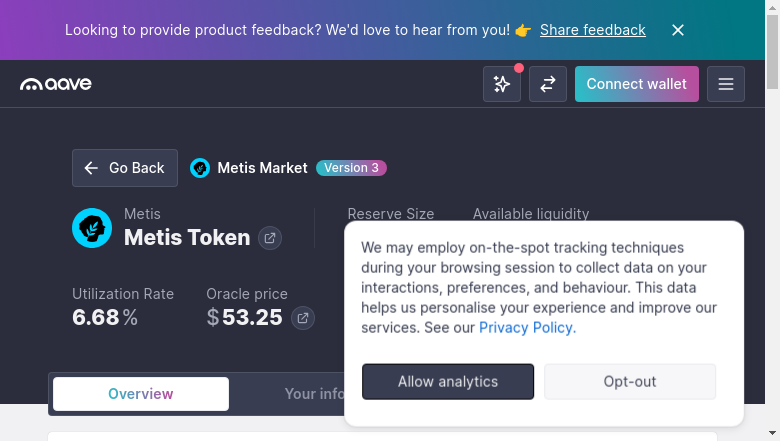 Looking to provide product feedback? We'd love to hear from you! 👉 Share feedback
aave
Connect wallet
Go Back
Metis Market
Version 3
Metis
Metis Token
Reserve Size
Available liquidity
Utilization Rate
6.68%
Oracle price
$53.25
We may employ on-the-spot tracking techniques
during your browsing session to collect data on your
interactions, preferences, and behaviour. This data
helps us personalise your experience and improve our
services. See our Privacy Policy.
Allow analytics
Opt-out
Overview
Your info